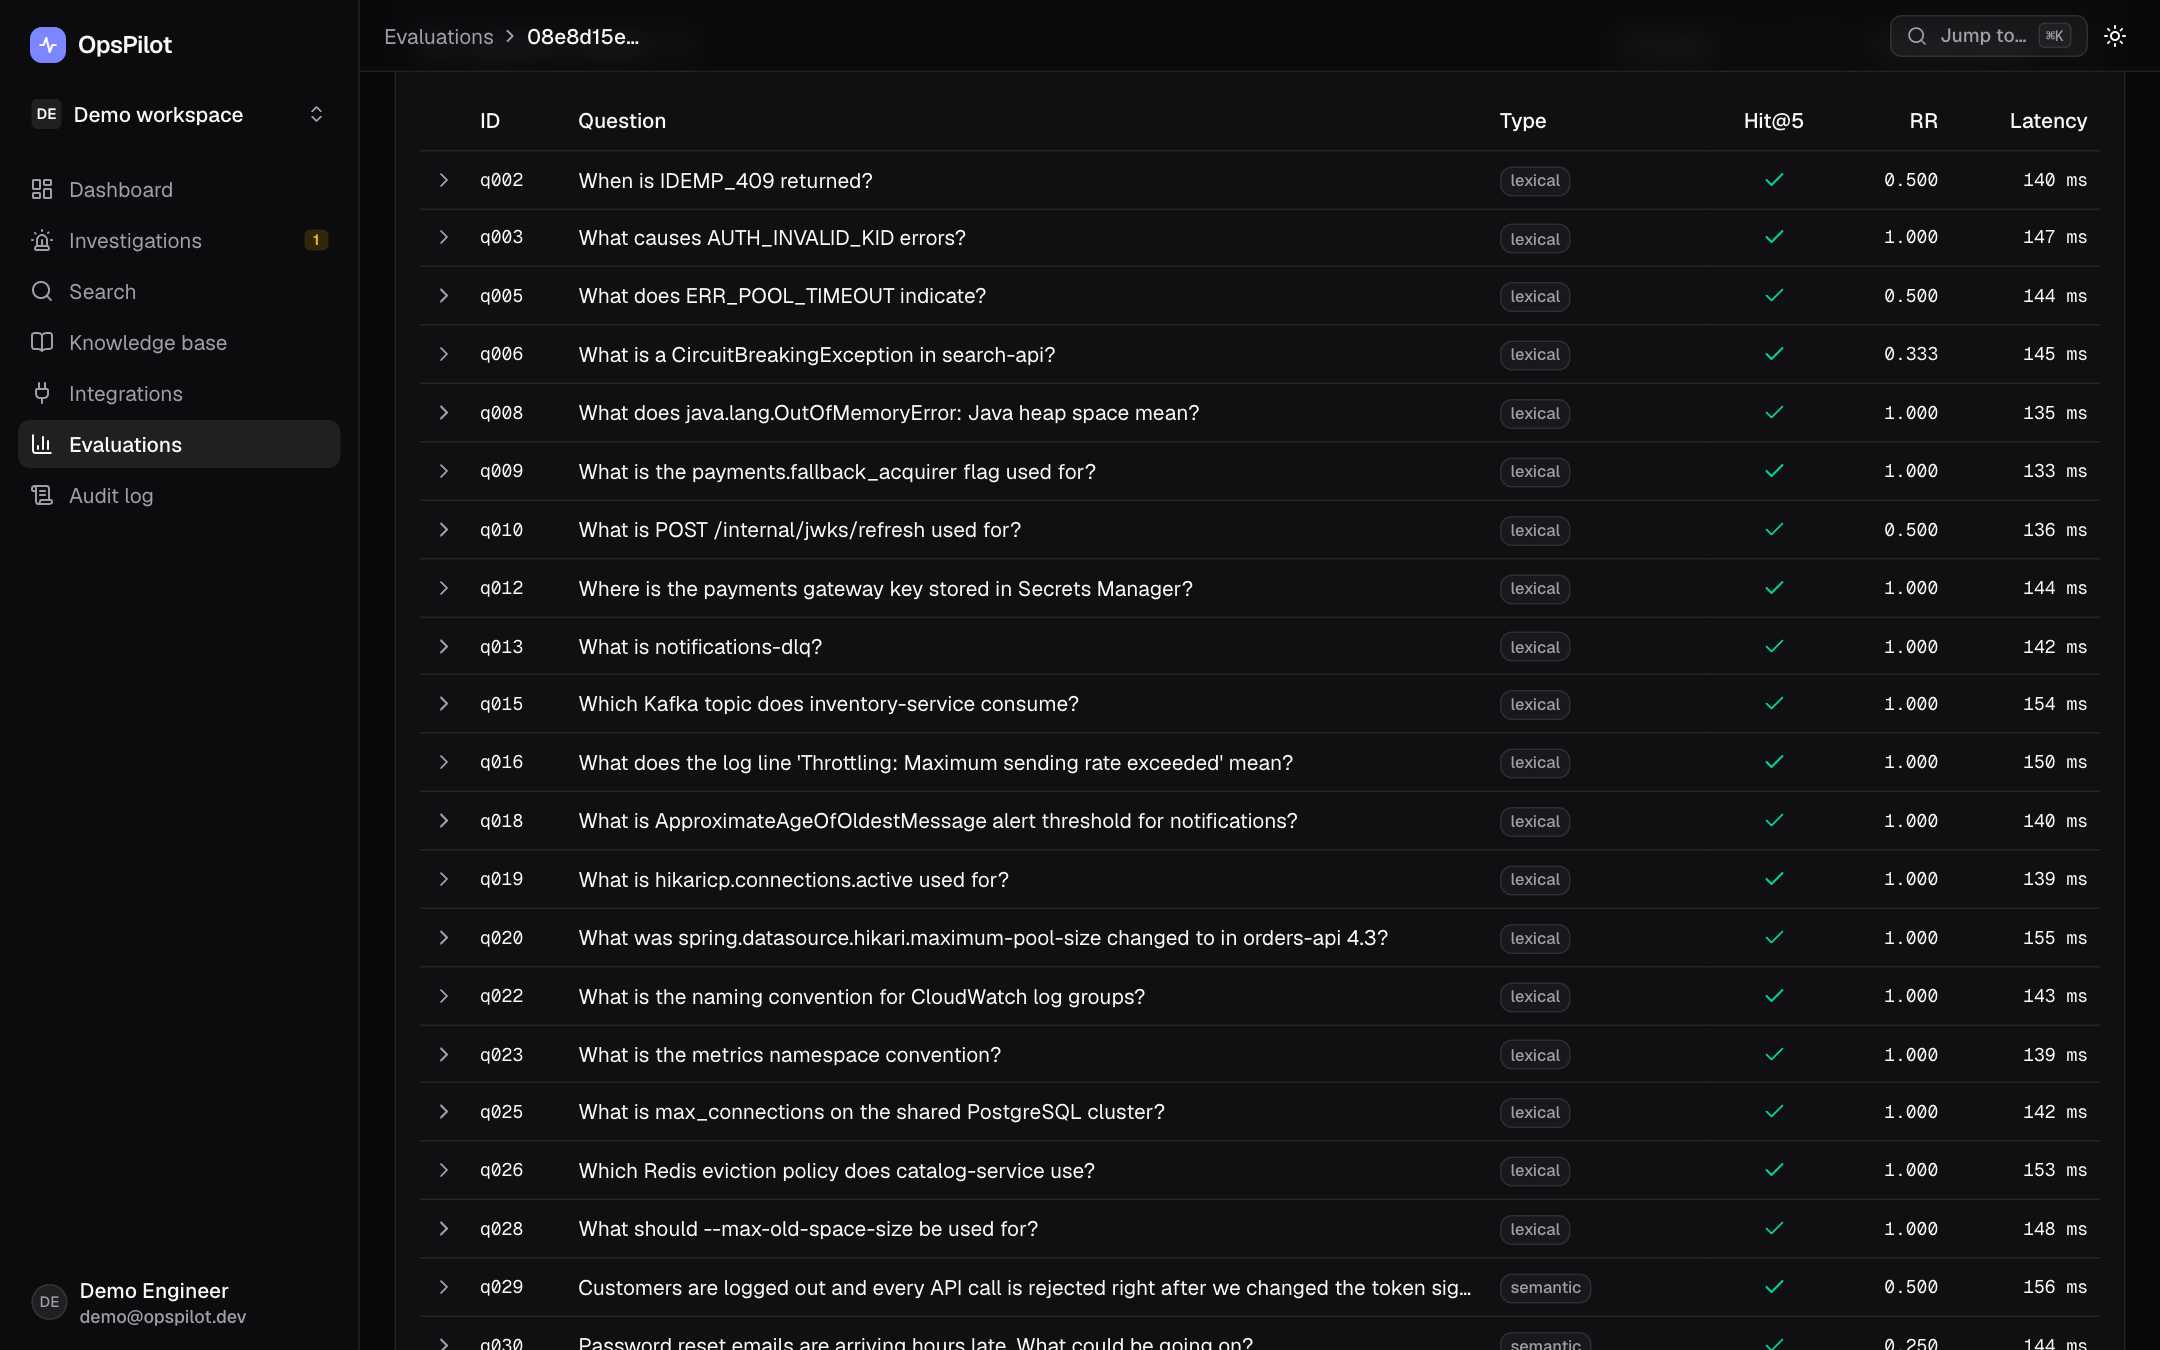 OpsPilot
DE Demo workspace
Dashboard
Investigations 1
Search
Knowledge base
Integrations
Evaluations
Audit log
DE Demo Engineer
demo@opspilot.dev
Evaluations > 08e8d15e…
Jump to… ⌘K
ID Question Type Hit@5 RR Latency
q002 When is IDEMP_409 returned? lexical 0.500 140 ms
q003 What causes AUTH_INVALID_KID errors? lexical 1.000 147 ms
q005 What does ERR_POOL_TIMEOUT indicate? lexical 0.500 144 ms
q006 What is a CircuitBreakingException in search-api? lexical 0.333 145 ms
q008 What does java.lang.OutOfMemoryError: Java heap space mean? lexical 1.000 135 ms
q009 What is the payments.fallback_acquirer flag used for? lexical 1.000 133 ms
q010 What is POST /internal/jwks/refresh used for? lexical 0.500 136 ms
q012 Where is the payments gateway key stored in Secrets Manager? lexical 1.000 144 ms
q013 What is notifications-dlq? lexical 1.000 142 ms
q015 Which Kafka topic does inventory-service consume? lexical 1.000 154 ms
q016 What does the log line 'Throttling: Maximum sending rate exceeded' mean? lexical 1.000 150 ms
q018 What is ApproximateAgeOfOldestMessage alert threshold for notifications? lexical 1.000 140 ms
q019 What is hikaricp.connections.active used for? lexical 1.000 139 ms
q020 What was spring.datasource.hikari.maximum-pool-size changed to in orders-api 4.3? lexical 1.000 155 ms
q022 What is the naming convention for CloudWatch log groups? lexical 1.000 143 ms
q023 What is the metrics namespace convention? lexical 1.000 139 ms
q025 What is max_connections on the shared PostgreSQL cluster? lexical 1.000 142 ms
q026 Which Redis eviction policy does catalog-service use? lexical 1.000 153 ms
q028 What should --max-old-space-size be used for? lexical 1.000 148 ms
q029 Customers are logged out and every API call is rejected right after we changed the token sig… semantic 0.500 156 ms
q030 Password reset emails are arriving hours late. What could be going on? semantic 0.250 144 ms